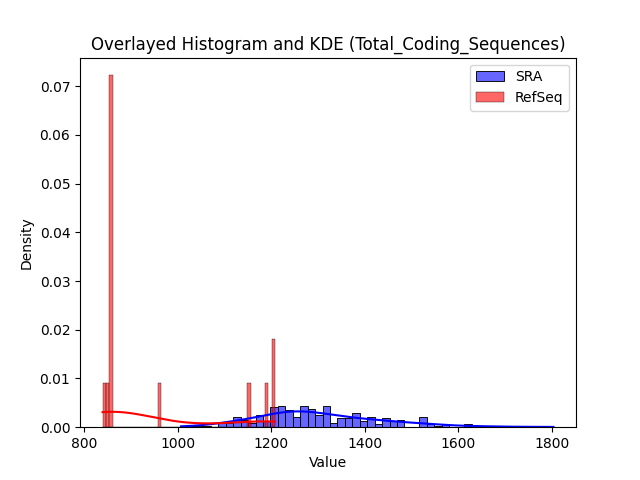 Overlayed Histogram and KDE (Total_Coding_Sequences)
SRA
RefSeq
Density
0.07
0.06
0.05
0.04
0.03
0.02
0.01
0.00
800 1000 1200 1400 1600 1800
Value